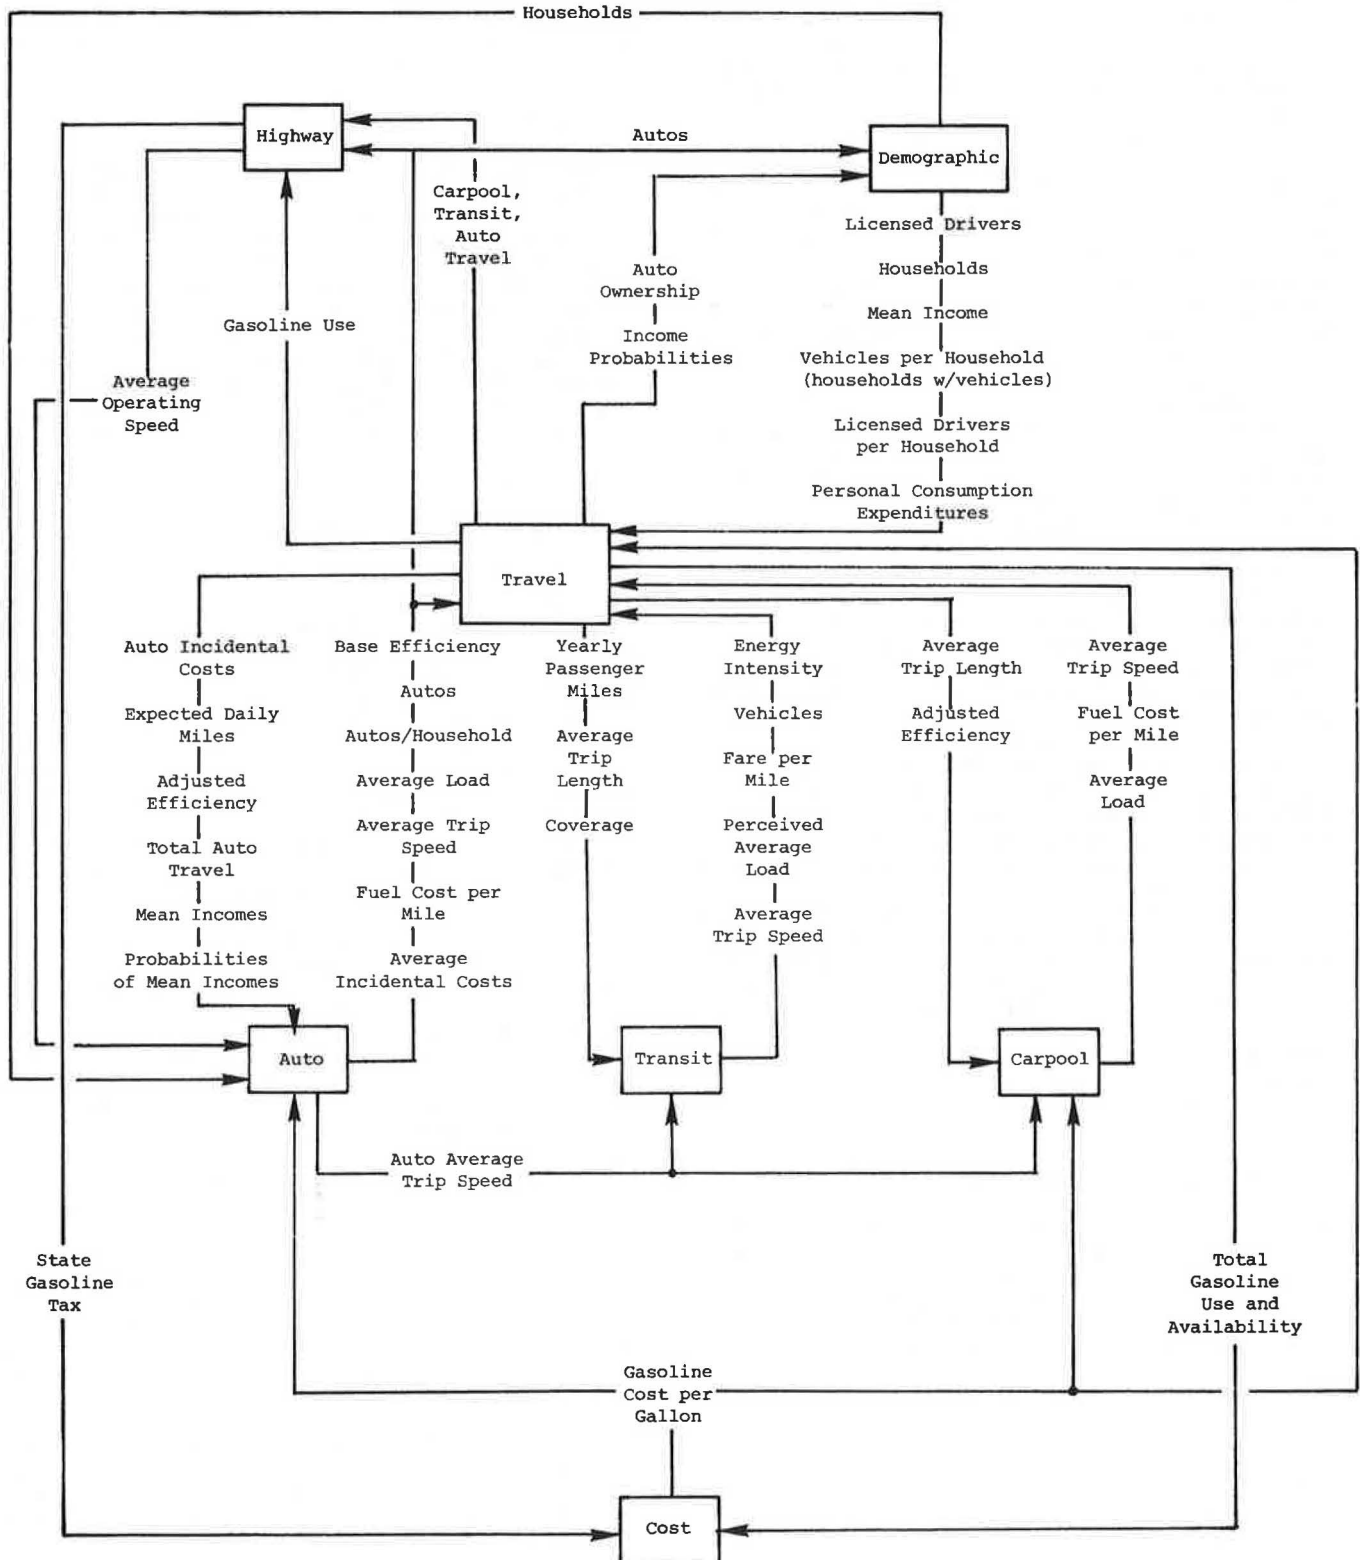 Households
Highway
Autos
Demographic
Carpool,
Transit,
Auto
Travel
Licensed Drivers
Households
Mean Income
Vehicles per Household
(households w/vehicles)
Licensed Drivers
per Household
Personal Consumption
Expenditures
Auto
Ownership
Income
Probabilities
Gasoline Use
Average
Operating
Speed
Travel
Auto Incidental
Costs
Expected Daily
Miles
Adjusted
Efficiency
Total Auto
Travel
Mean Incomes
Probabilities
of Mean Incomes
Base Efficiency
Autos
Autos/Household
Average Load
Average Trip
Speed
Fuel Cost per
Mile
Average
Incidental Costs
Yearly
Passenger
Miles
Average
Trip
Length
Coverage
Energy
Intensity
Vehicles
Fare per
Mile
Perceived
Average
Load
Average
Trip Speed
Average
Trip Length
Adjusted
Efficiency
Average
Trip Speed
Fuel Cost
per Mile
Average
Load
Auto
Transit
Carpool
Auto Average
Trip Speed
State
Gasoline
Tax
Total
Gasoline
Use and
Availability
Gasoline
Cost per
Gallon
Cost